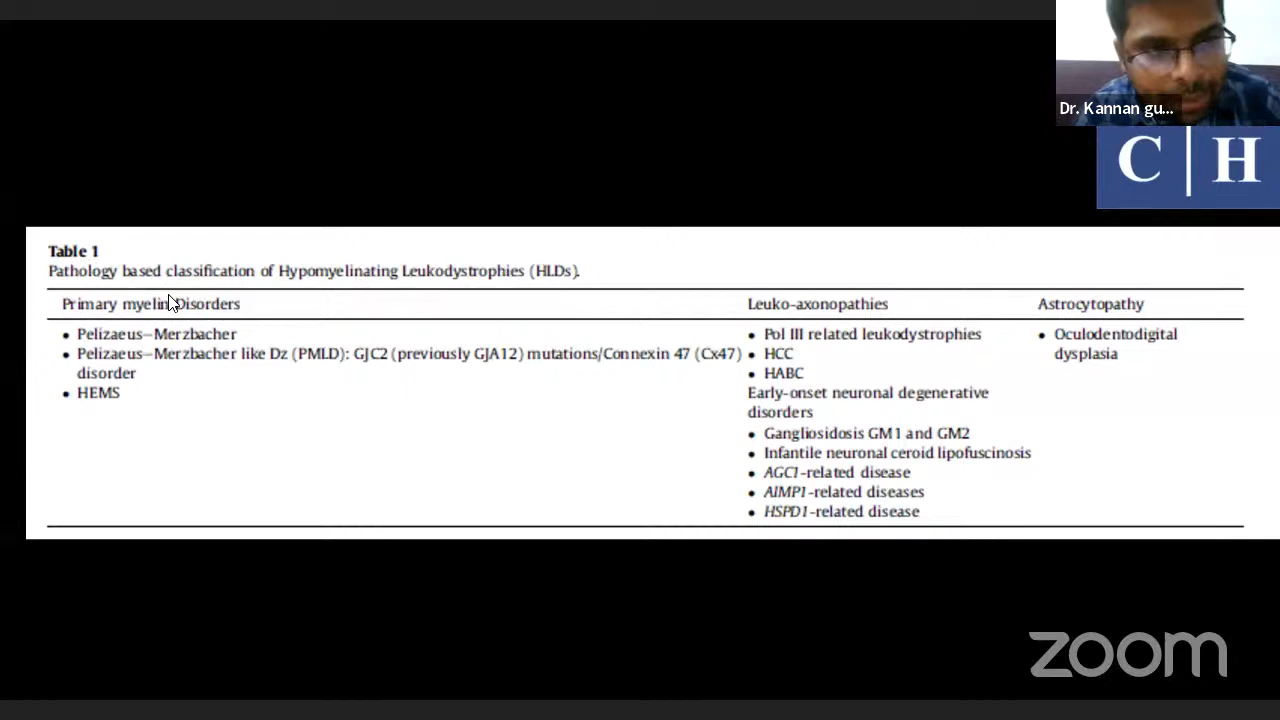 Dr. Kannan gu...
C | H
Table 1
Pathology based classification of Hypomyelinating Leukodystrophies (HLDs).
Primary myelin Disorders
• Pelizaeus–Merzbacher
• Pelizaeus–Merzbacher like Dz (PMLD): GJC2 (previously GJA12) mutations/Connexin 47 (Cx47)
disorder
• HEMS
Leuko-axonopathies
• Pol III related leukodystrophies
• HCC
• HABC
Early-onset neuronal degenerative
disorders
• Gangliosidosis GM1 and GM2
• Infantile neuronal ceroid lipofuscinosis
• AGC1-related disease
• AIMP1-related diseases
• HSPD1-related disease
Astrocytopathy
• Oculodentodigital
dysplasia
zoom